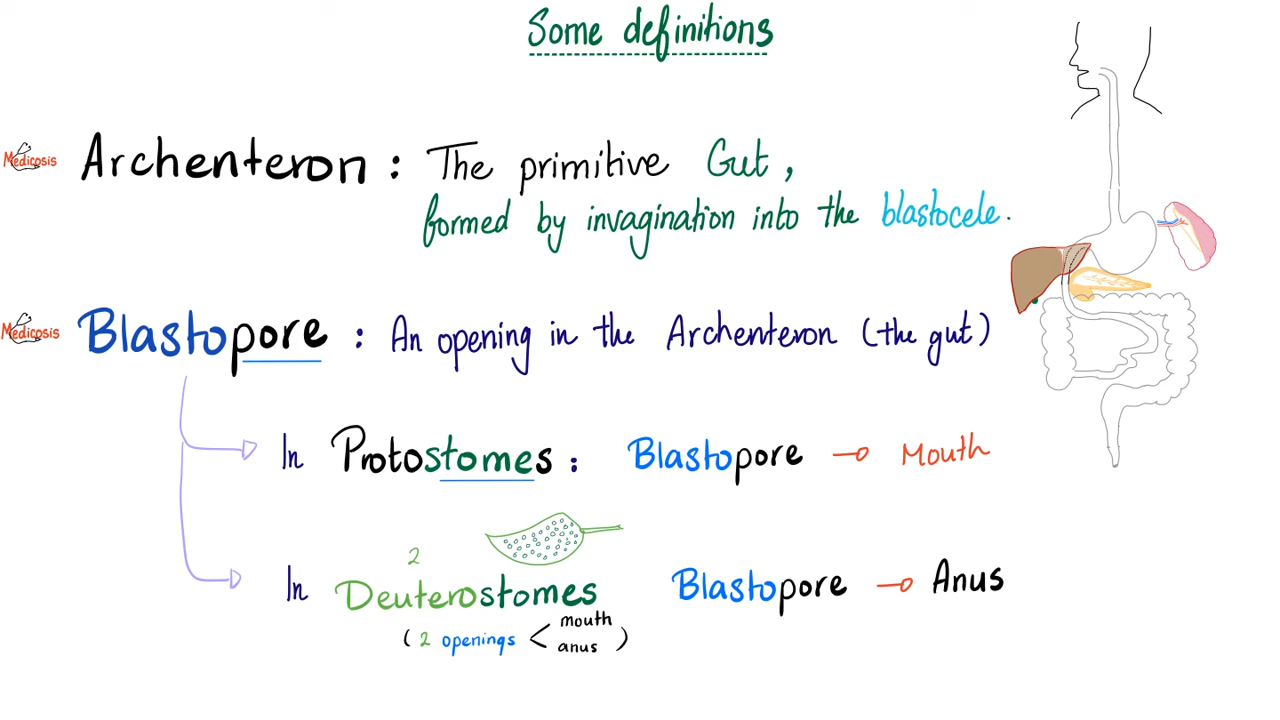 Some definitions
Medicosis
Archenteron : The primitive Gut,
formed by invagination into the blastocele.
Medicosis
Blastopore : An opening in the Archenteron (the gut)
In Protostomes : Blastopore → Mouth
2
In Deuterostomes Blastopore → Anus
(2 openings < mouth
anus )